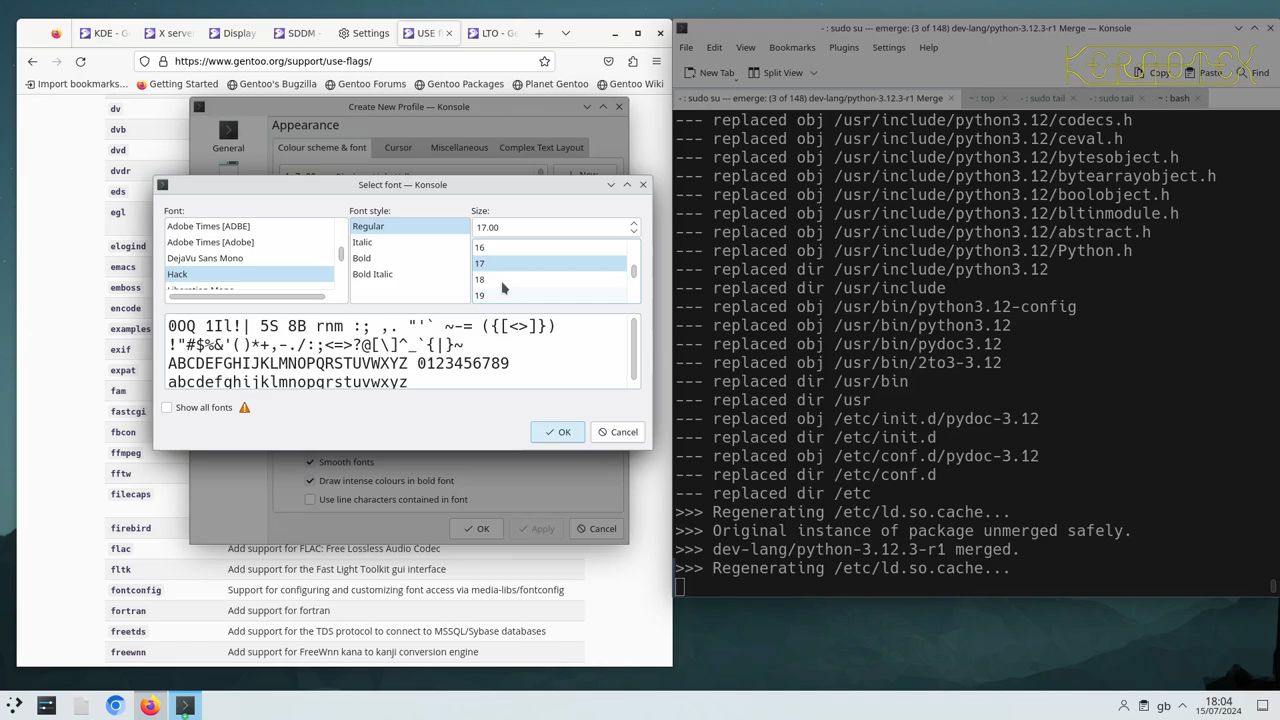 KDE - G
X serve
Display
SDDM -
Settings
USE f
LTO - G
https://www.gentoo.org/support/use-flags/
Import bookmarks...
Getting Started
Gentoo's Bugzilla
Gentoo Forums
Gentoo Packages
Planet Gentoo
Gentoo Wiki
dv
dvb
dvd
dvdr
eds
egl
elogind
emacs
emboss
encode
examples
exif
expat
fam
fastcgi
fbcon
ffmpeg
fftw
filecaps
firebird
flac Add support for FLAC: Free Lossless Audio Codec
fltk Add support for the Fast Light Toolkit gui interface
fontconfig Support for configuring and customizing font access via media-libs/fontconfig
fortran Add support for fortran
freetds Add support for the TDS protocol to connect to MSSQL/Sybase databases
freewnn Add support for FreeWnn kana to kanji conversion engine
Create New Profile — Konsole
General
Appearance
Colour scheme & font
Cursor
Miscellaneous
Complex Text Layout
Smooth fonts
Draw intense colours in bold font
Use line characters contained in font
OK
Apply
Cancel
Select font — Konsole
Font:
Font style:
Size:
Adobe Times [ADBE]
Adobe Times [Adobe]
DejaVu Sans Mono
Hack
Regular
Italic
Bold
Bold Italic
17.00
16
17
18
19
0OQ 1Il!| 5S 8B rnm :; ,. "'` ~-= ({[<>]})
!"#$%&'()*+,-./:;<=>?@[\]^_`{|}~
ABCDEFGHIJKLMNOPQRSTUVWXYZ 0123456789
abcdefghijklmnopqrstuvwxyz
Show all fonts
OK
Cancel
- : sudo su --- emerge: (3 of 148) dev-lang/python-3.12.3-r1 Merge — Konsole
File Edit View Bookmarks Plugins Settings Help
New Tab
Split View
Copy
Paste
Find
- : sudo su --- emerge: (3 of 148) dev-lang/python-3.12.3-r1 Merge
~ : top
~ : sudo tail
~ : sudo tail
~ : bash
--- replaced obj /usr/include/python3.12/codecs.h
--- replaced obj /usr/include/python3.12/ceval.h
--- replaced obj /usr/include/python3.12/bytesobject.h
--- replaced obj /usr/include/python3.12/bytearrayobject.h
--- replaced obj /usr/include/python3.12/boolobject.h
--- replaced obj /usr/include/python3.12/bltinmodule.h
--- replaced obj /usr/include/python3.12/abstract.h
--- replaced obj /usr/include/python3.12/Python.h
--- replaced dir /usr/include/python3.12
--- replaced dir /usr/include
--- replaced obj /usr/bin/python3.12-config
--- replaced obj /usr/bin/python3.12
--- replaced obj /usr/bin/pydoc3.12
--- replaced obj /usr/bin/2to3-3.12
--- replaced dir /usr/bin
--- replaced dir /usr
--- replaced obj /etc/init.d/pydoc-3.12
--- replaced dir /etc/init.d
--- replaced obj /etc/conf.d/pydoc-3.12
--- replaced dir /etc/conf.d
--- replaced dir /etc
>>> Regenerating /etc/ld.so.cache...
>>> Original instance of package unmerged safely.
>>> dev-lang/python-3.12.3-r1 merged.
>>> Regenerating /etc/ld.so.cache...
gb
18:04
15/07/2024